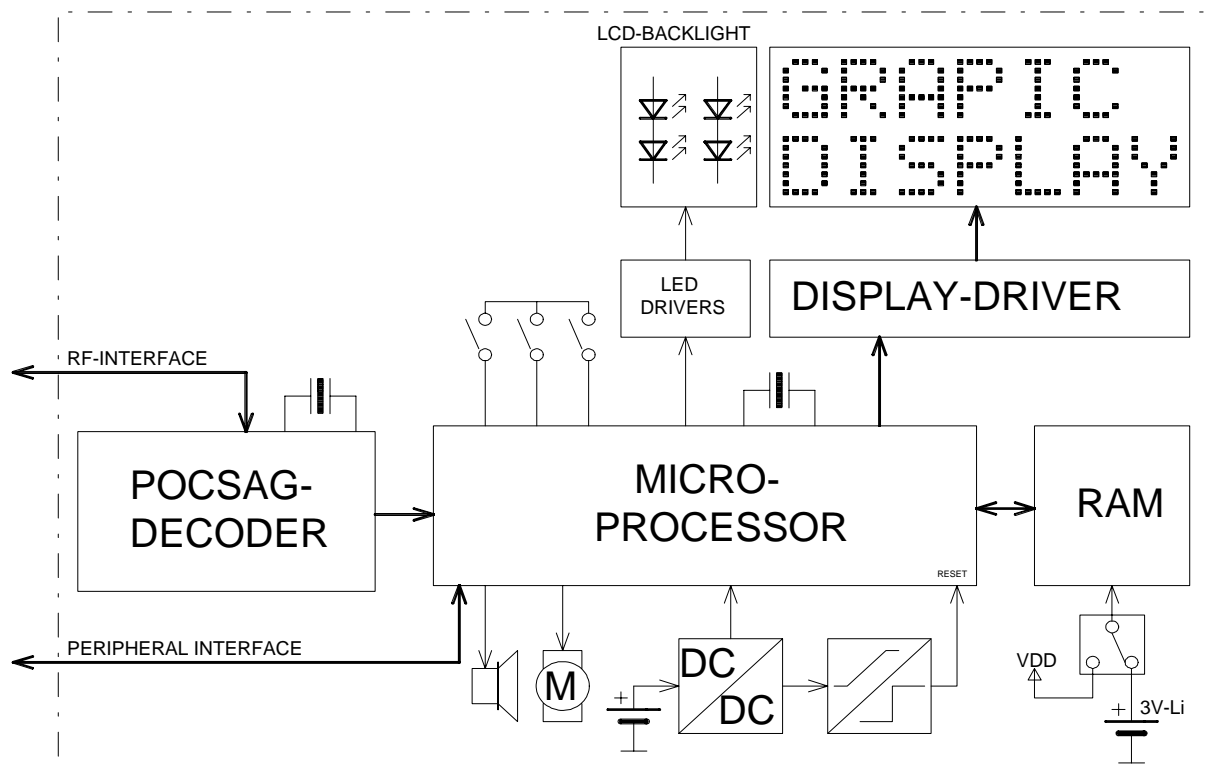 LCD-BACKLIGHT
GRAPIC
DISPLAY
LED
DRIVERS
DISPLAY-DRIVER
RF-INTERFACE
POCSAG-
DECODER
MICRO-
PROCESSOR
RESET
RAM
PERIPHERAL INTERFACE
M
+
DC
DC
VDD
+ 3V-Li